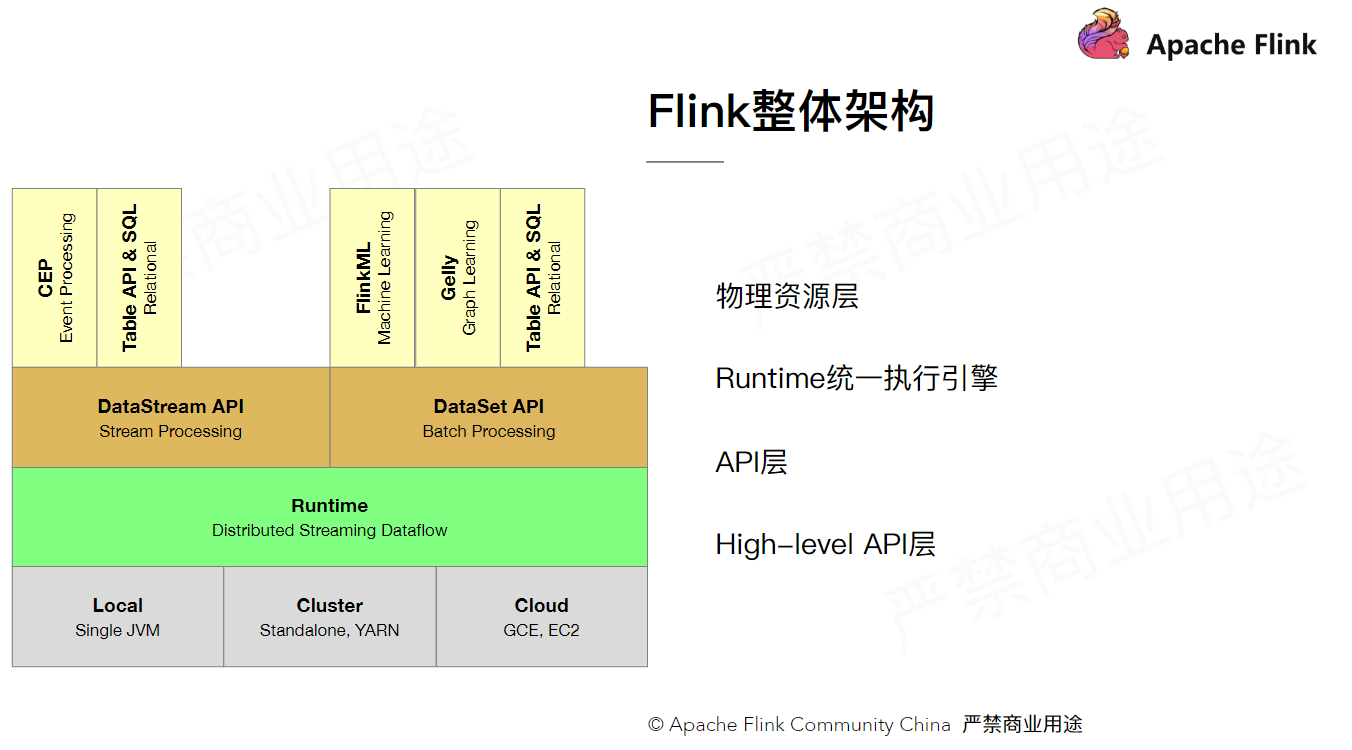 Apache Flink
Flink整体架构
CEP
Event Processing
Table API & SQL
Relational
FlinkML
Machine Learning
Gelly
Graph Learning
Table API & SQL
Relational
DataStream API
Stream Processing
DataSet API
Batch Processing
Runtime
Distributed Streaming Dataflow
Local
Single JVM
Cluster
Standalone, YARN
Cloud
GCE, EC2
物理资源层
Runtime统一执行引擎
API层
High-level API层
© Apache Flink Community China 严禁商业用途
严禁商业用途
严禁商业用途
严禁商业用途